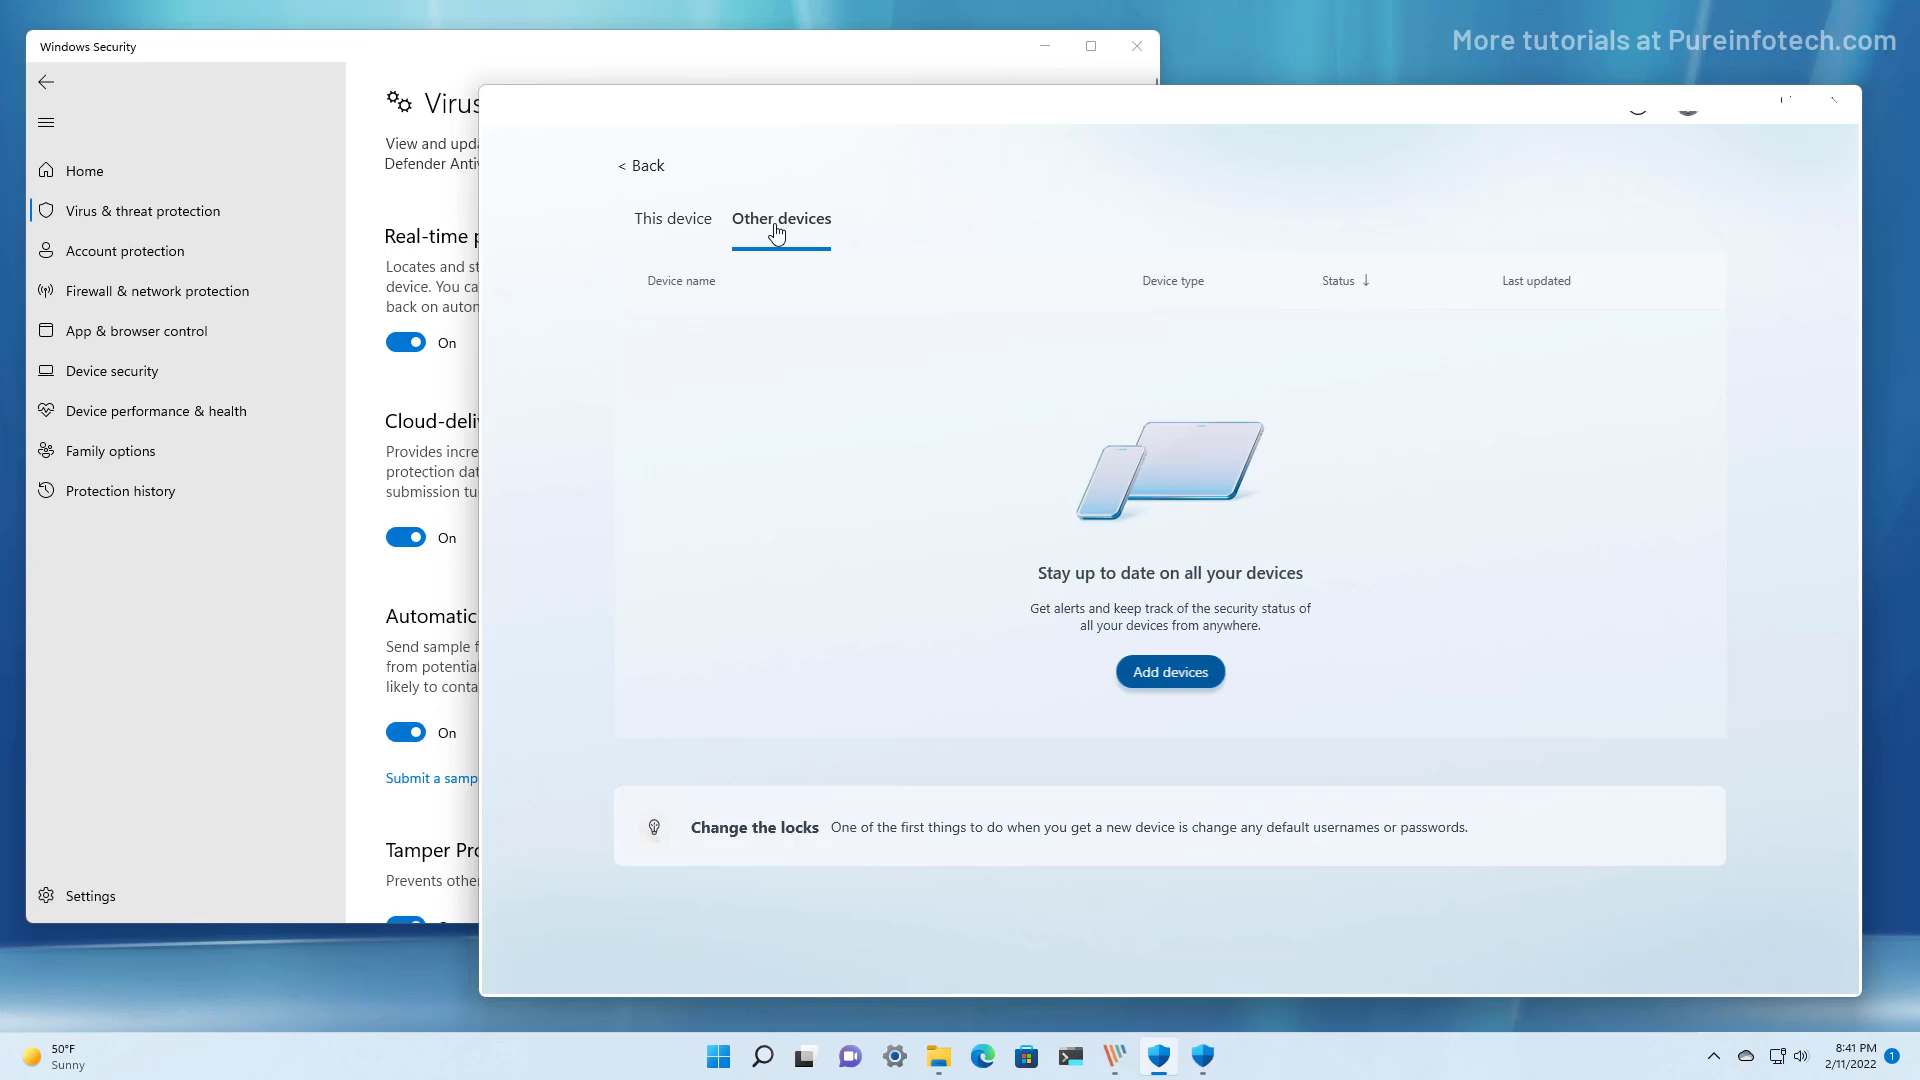 More tutorials at Pureinfotech.com
Windows Security
Home
Virus & threat protection
Account protection
Firewall & network protection
App & browser control
Device security
Device performance & health
Family options
Protection history
Settings
Virus
View and upda
Defender Anti
Real-time p
Locates and st
device. You ca
back on auton
On
Cloud-deli
Provides incre
protection dat
submission tu
On
Automatic
Send sample f
from potential
likely to conta
On
Submit a samp
Tamper Pro
Prevents othe
< Back
This device
Other devices
Device name
Device type
Status ↓
Last updated
Stay up to date on all your devices
Get alerts and keep track of the security status of
all your devices from anywhere.
Add devices
Change the locks One of the first things to do when you get a new device is change any default usernames or passwords.
50°F
Sunny
8:41 PM
2/11/2022
1